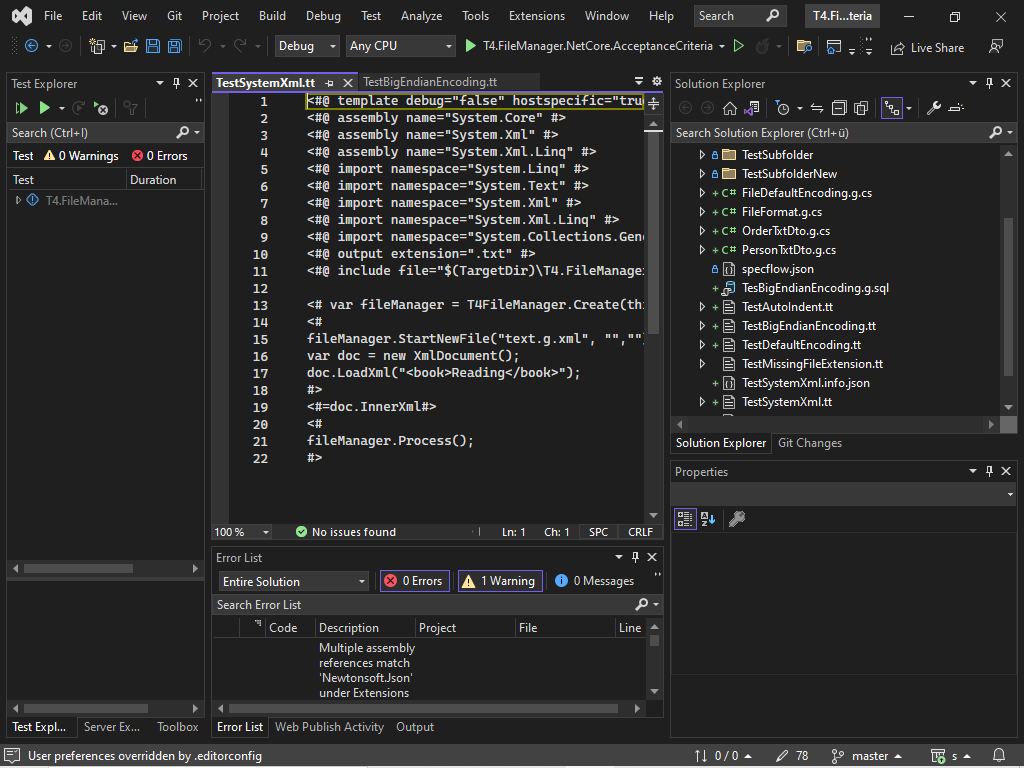 File Edit View Git Project Build Debug Test Analyze Tools Extensions Window Help Search T4.Fi...teria
Debug Any CPU T4.FileManager.NetCore.AcceptanceCriteria Live Share
Test Explorer
Search (Ctrl+I)
Test 0 Warnings 0 Errors
Test Duration
T4.FileMana...
Test Expl... Server Ex... Toolbox
TestSystemXml.tt TestBigEndianEncoding.tt
1 <#@ template debug="false" hostspecific="tru
2 <#@ assembly name="System.Core" #>
3 <#@ assembly name="System.Xml" #>
4 <#@ assembly name="System.Xml.Linq" #>
5 <#@ import namespace="System.Linq" #>
6 <#@ import namespace="System.Text" #>
7 <#@ import namespace="System.Xml" #>
8 <#@ import namespace="System.Xml.Linq" #>
9 <#@ import namespace="System.Collections.Gene
10 <#@ output extension=".txt" #>
11 <#@ include file="$(TargetDir)\T4.FileManager
12
13 <# var fileManager = T4FileManager.Create(thi
14 <#
15 fileManager.StartNewFile("text.g.xml", "",""
16 var doc = new XmlDocument();
17 doc.LoadXml("<book>Reading</book>");
18 #>
19 <#=doc.InnerXml#>
20 <#
21 fileManager.Process();
22 #>
100 % No issues found Ln: 1 Ch: 1 SPC CRLF
Error List
Entire Solution 0 Errors 1 Warning 0 Messages
Search Error List
Code Description Project File Line
Multiple assembly
references match
'Newtonsoft.Json'
under Extensions
Error List Web Publish Activity Output
Solution Explorer
Search Solution Explorer (Ctrl+ü)
TestSubfolder
TestSubfolderNew
C# FileDefaultEncoding.g.cs
C# FileFormat.g.cs
C# OrderTxtDto.g.cs
C# PersonTxtDto.g.cs
specflow.json
TesBigEndianEncoding.g.sql
TestAutoIndent.tt
TestBigEndianEncoding.tt
TestDefaultEncoding.tt
TestMissingFileExtension.tt
TestSystemXml.info.json
TestSystemXml.tt
Solution Explorer Git Changes
Properties
User preferences overridden by .editorconfig 0 / 0 78 master s